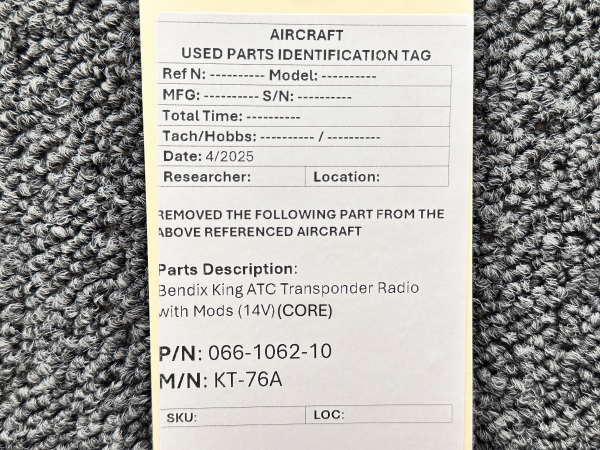 AIRCRAFT
USED PARTS IDENTIFICATION TAG
Ref N: ---------- Model: ----------
MFG: ---------- S/N: ----------
Total Time: ----------
Tach/Hobbs: ---------- / ----------
Date: 4/2025
Researcher: Location:
REMOVED THE FOLLOWING PART FROM THE
ABOVE REFERENCED AIRCRAFT
Parts Description:
Bendix King ATC Transponder Radio
with Mods (14V)(CORE)
P/N: 066-1062-10
M/N: KT-76A
SKU: LOC: